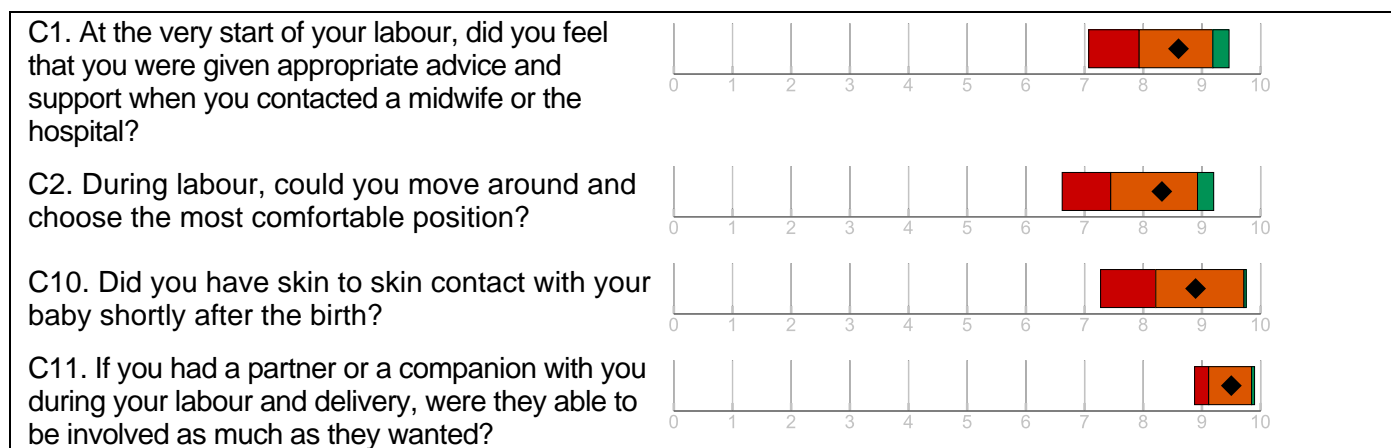 C1. At the very start of your labour, did you feel
that you were given appropriate advice and
support when you contacted a midwife or the
hospital?
0 1 2 3 4 5 6 7 8 9 10
C2. During labour, could you move around and
choose the most comfortable position?
0 1 2 3 4 5 6 7 8 9 10
C10. Did you have skin to skin contact with your
baby shortly after the birth?
0 1 2 3 4 5 6 7 8 9 10
C11. If you had a partner or a companion with you
during your labour and delivery, were they able to
be involved as much as they wanted?
0 1 2 3 4 5 6 7 8 9 10